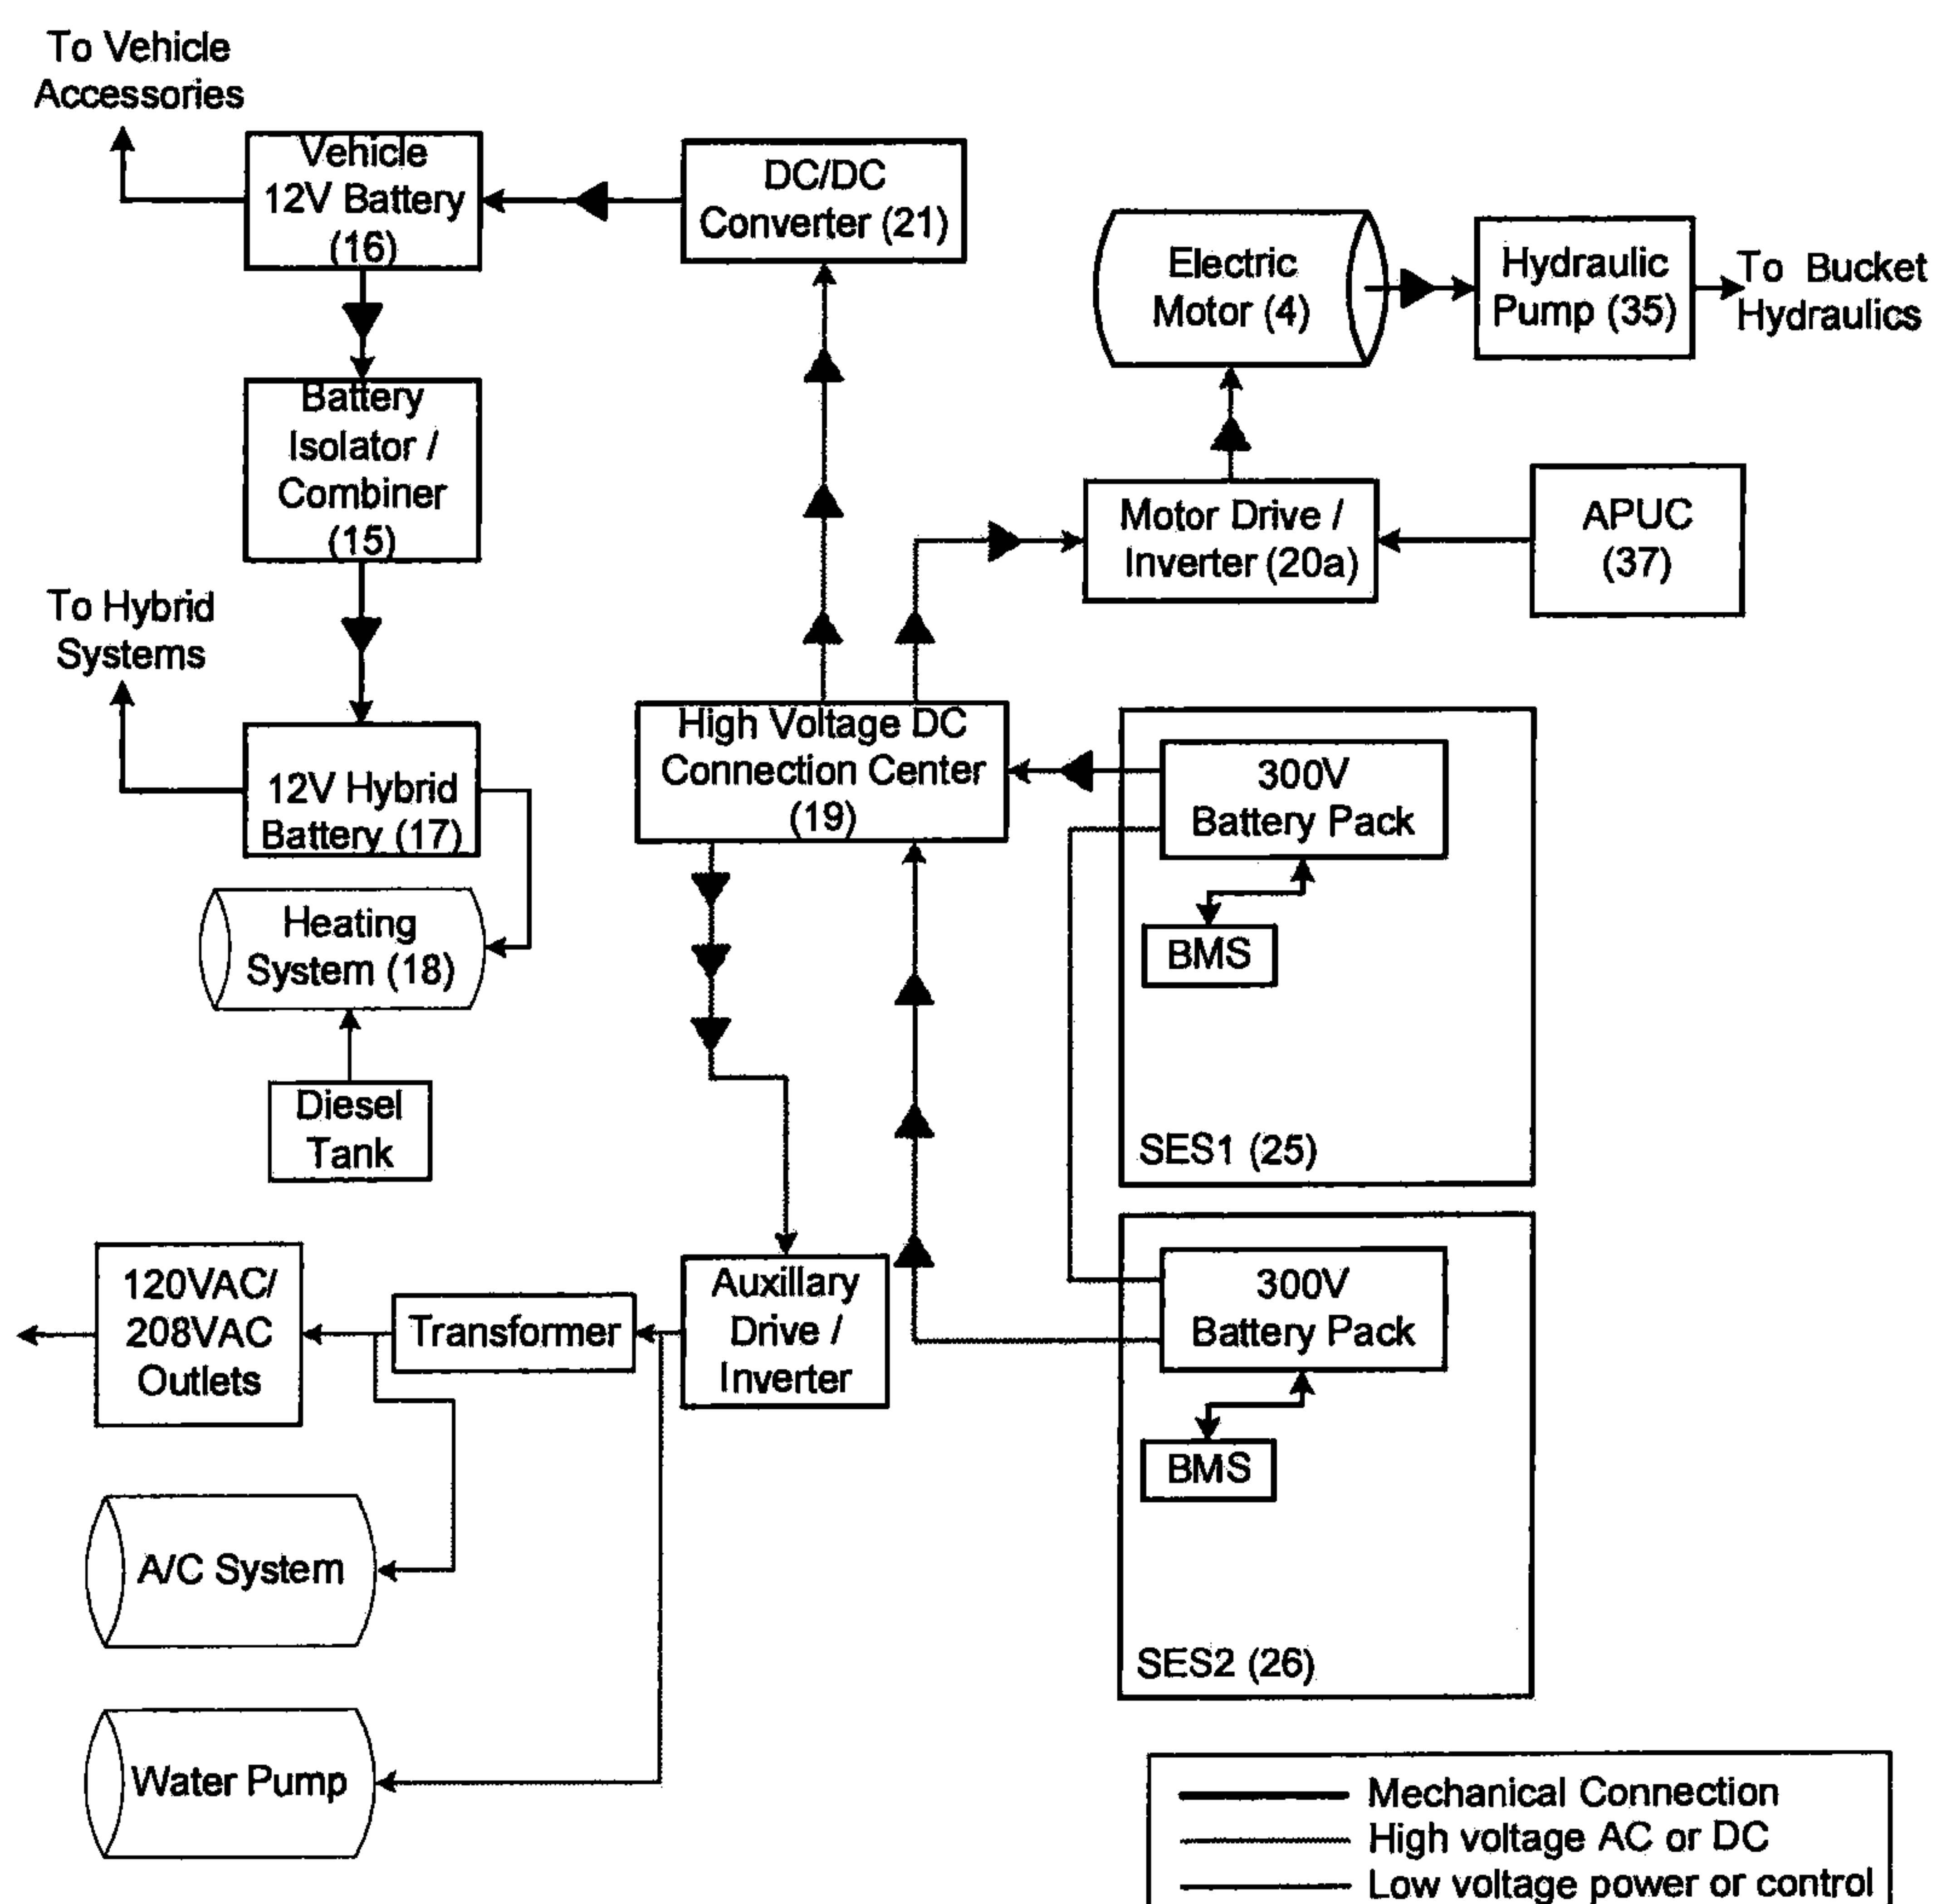 To Vehicle
Accessories
Vehicle
12V Battery
(16)
DC/DC
Converter (21)
Electric
Motor (4)
Hydraulic
Pump (35)
To Bucket
Hydraulics
Battery
Isolator /
Combiner
(15)
Motor Drive /
Inverter (20a)
APUC
(37)
To Hybrid
Systems
12V Hybrid
Battery (17)
High Voltage DC
Connection Center
(19)
300V
Battery Pack
BMS
SES1 (25)
Heating
System (18)
Diesel
Tank
120VAC/
208VAC
Outlets
Transformer
Auxillary
Drive /
Inverter
300V
Battery Pack
BMS
SES2 (26)
A/C System
Water Pump
Mechanical Connection
High voltage AC or DC
Low voltage power or control